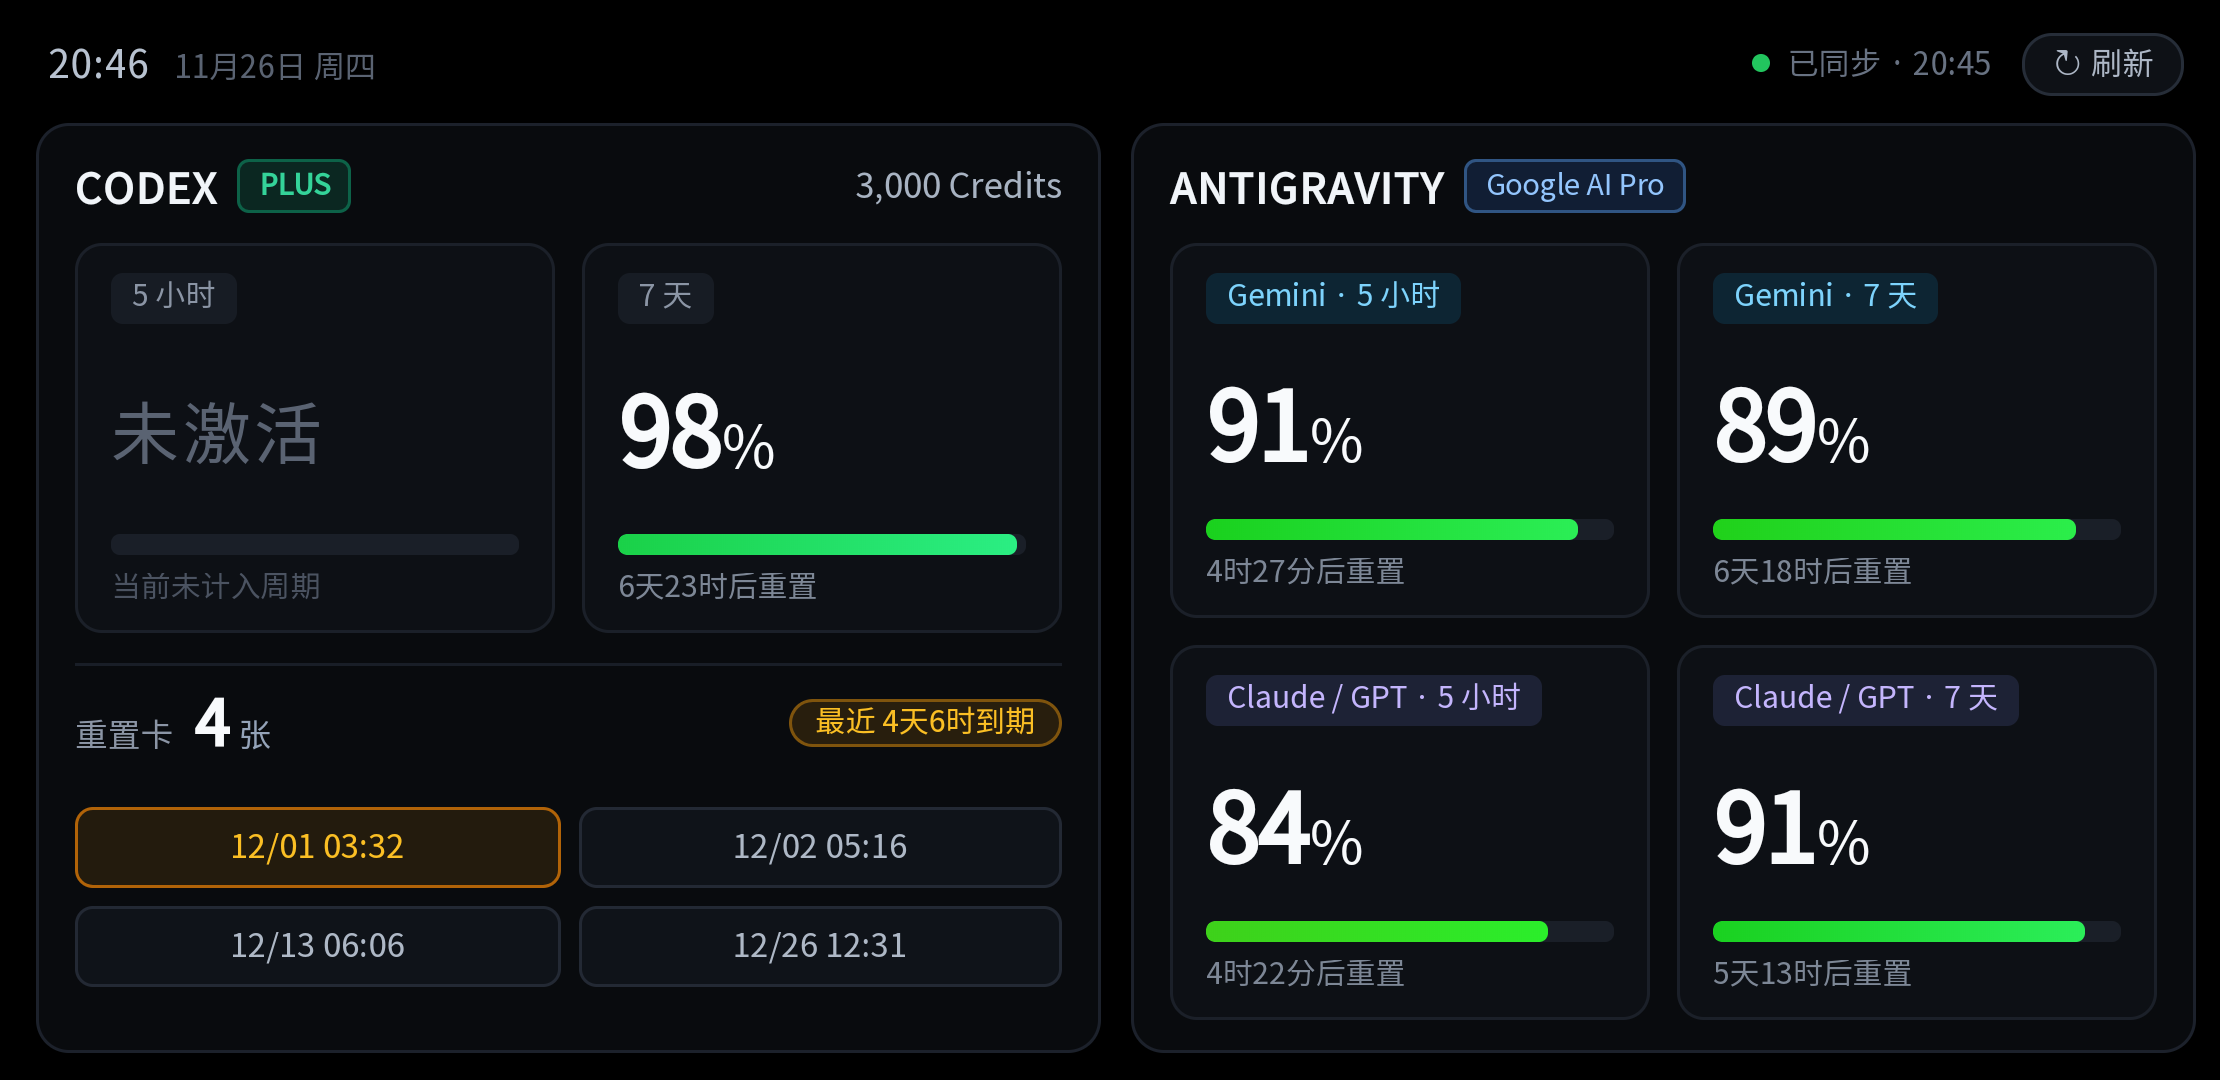 20:46 11月26日 周四
已同步 · 20:45 ↻ 刷新
CODEX PLUS 3,000 Credits
5 小时
未激活
当前未计入周期
7 天
98%
6天23时后重置
重置卡 4 张 最近 4天6时到期
12/01 03:32
12/02 05:16
12/13 06:06
12/26 12:31
ANTIGRAVITY Google AI Pro
Gemini · 5 小时
91%
4时27分后重置
Gemini · 7 天
89%
6天18时后重置
Claude / GPT · 5 小时
84%
4时22分后重置
Claude / GPT · 7 天
91%
5天13时后重置